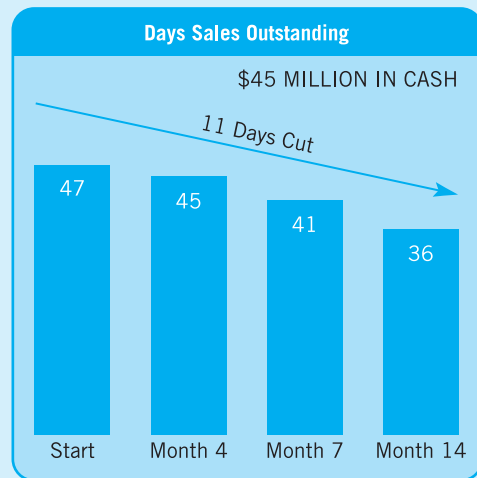 Days Sales Outstanding
$45 MILLION IN CASH
11 Days Cut
47
45
41
36
Start
Month 4
Month 7
Month 14